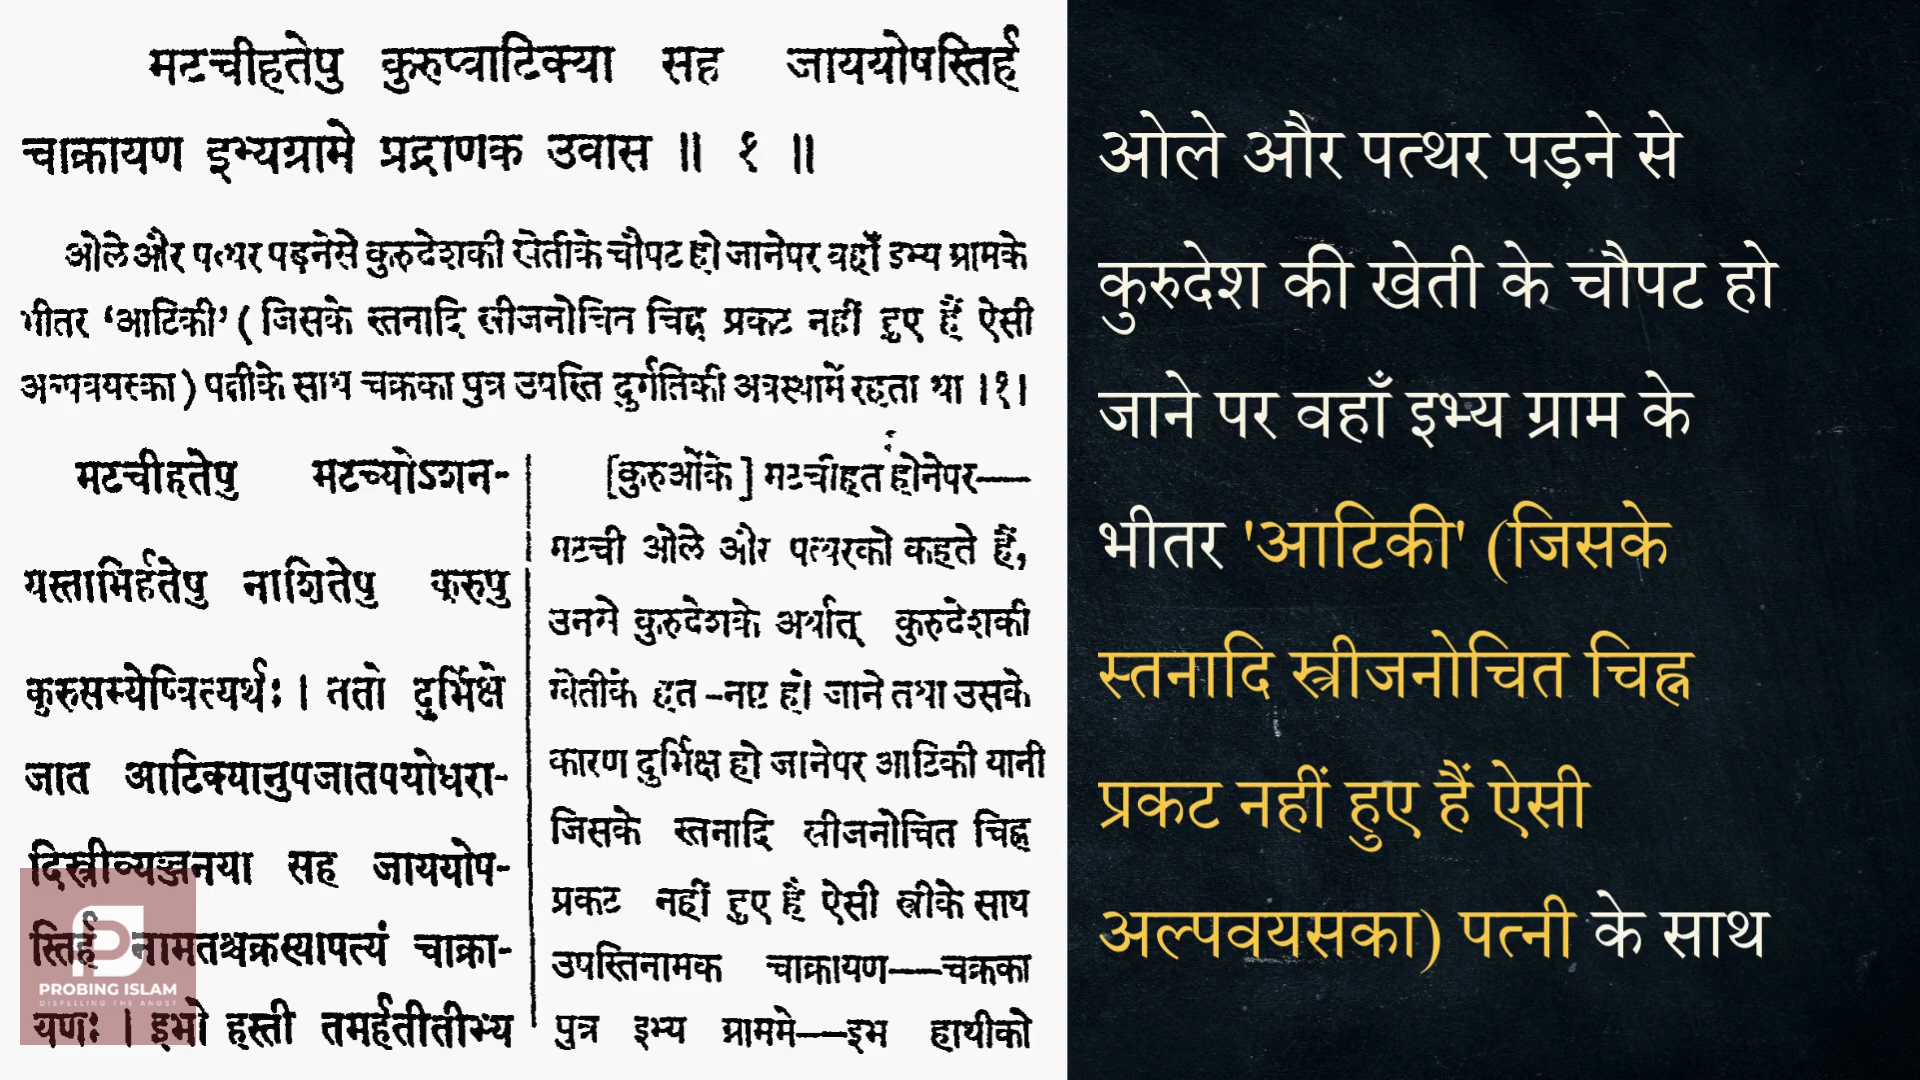 मटचीहतेषु कुरुष्वाटिक्या सह जाययोषस्तिर्ह
चाक्रायण इभ्यग्रामे प्रद्राणक उवास ॥ १ ॥
ओले और पत्थर पड़नेसे कुरुदेशकी खेतीके चौपट हो जानेपर वहाँ इभ्य ग्रामके
भीतर ‘आटिकी’ ( जिसके स्तनादि स्त्रीजनोचित चिह्न प्रकट नहीं हुए हैं ऐसी
अल्पवयस्का ) पत्नीके साथ चक्रका पुत्र उषस्ति दुर्गतिकी अवस्थामें रहता था ।१।
मटचीहतेषु मटच्योऽशन-
यस्ताभिर्हतेषु नाशितेषु कुरुषु
कुरुसस्येष्वित्यर्थः । ततो दुर्भिक्षे
जात आटिक्यानुपजातपयोधरा-
दिस्त्रीव्यञ्जनया सह जाययोष-
स्तिर्ह नामतश्चक्रस्यापत्यं चाक्रा-
यणः । इभो हस्ती तमर्हतीतीभ्य
[कुरुओंके] मटचीहत होनेपर—
मटची ओले और पत्थरको कहते हैं,
उनसे कुरुदेशके अर्थात् कुरुदेशकी
खेतीके हत –नष्ट हो जाने तथा उसके
कारण दुर्भिक्ष हो जानेपर आटिकी यानी
जिसके स्तनादि स्त्रीजनोचित चिह्न
प्रकट नहीं हुए हैं ऐसी स्त्रीके साथ
उषस्तिनामक चाक्रायण—चक्रका
पुत्र इभ्य ग्राममें—इभ हाथीको
PROBING ISLAM
DISPELLING THE ANGST
ओले और पत्थर पड़ने से
कुरुदेश की खेती के चौपट हो
जाने पर वहाँ इभ्य ग्राम के
भीतर 'आटिकी' (जिसके
स्तनादि स्त्रीजनोचित चिह्न
प्रकट नहीं हुए हैं ऐसी
अल्पवयसका) पत्नी के साथ